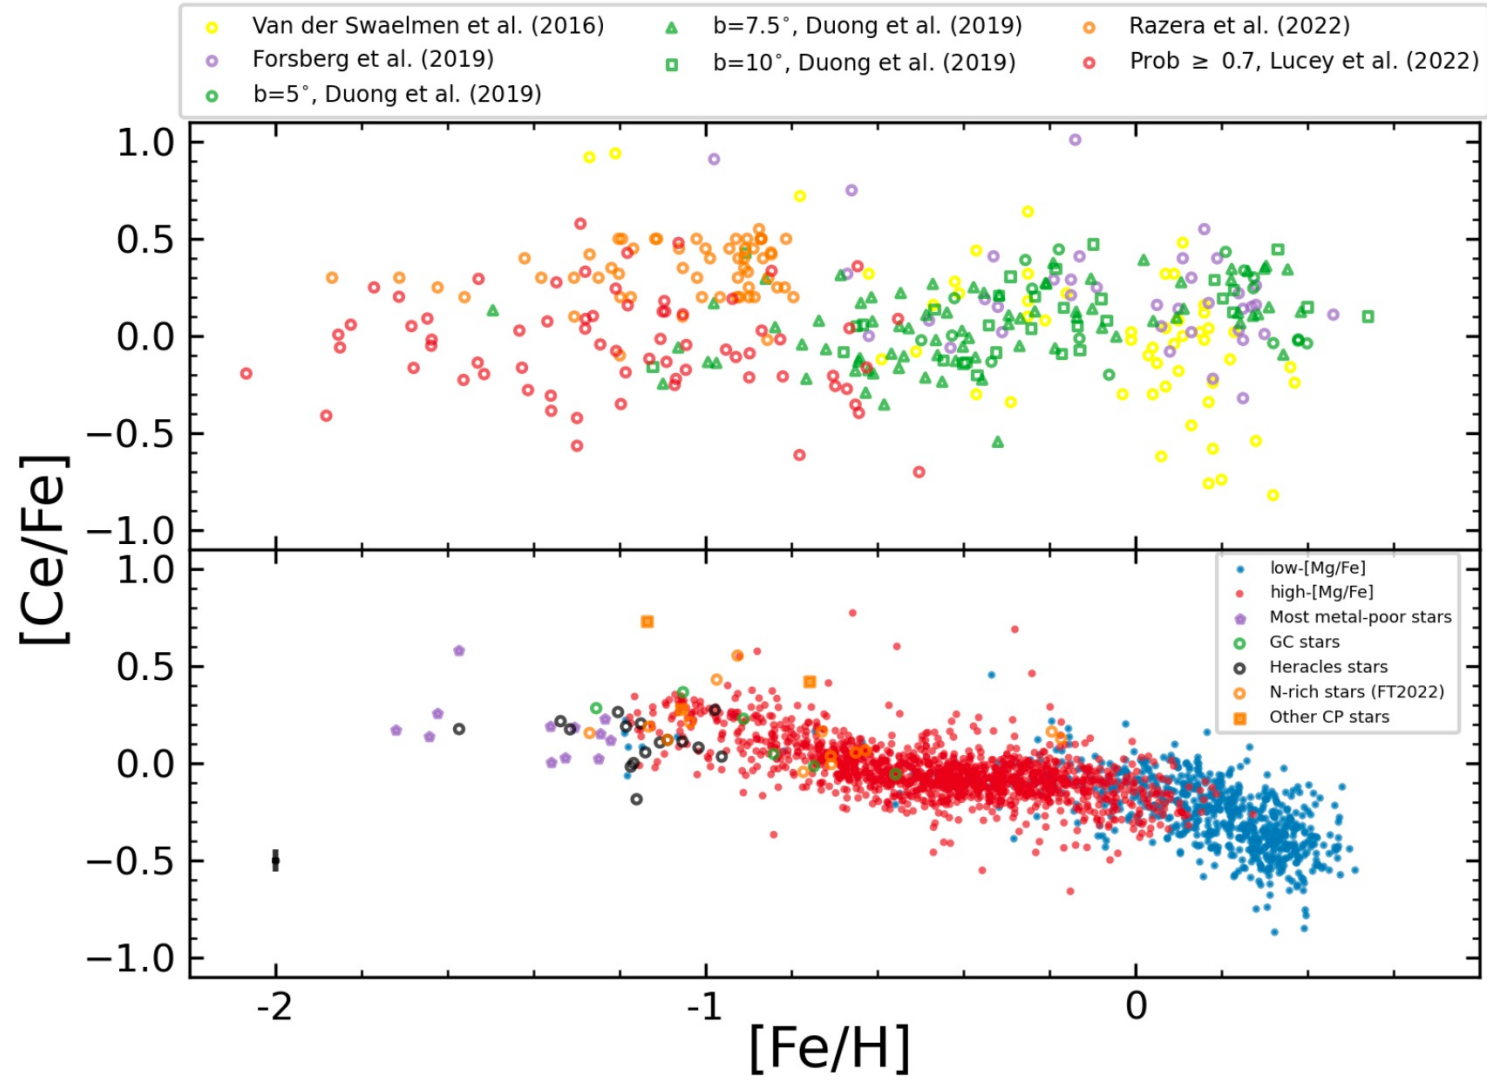 Van der Swaelmen et al. (2016)
Forsberg et al. (2019)
b=5°, Duong et al. (2019)
b=7.5°, Duong et al. (2019)
b=10°, Duong et al. (2019)
Razera et al. (2022)
Prob ≥ 0.7, Lucey et al. (2022)
1.0
0.5
0.0
−0.5
−1.0
[Ce/Fe]
low-[Mg/Fe]
high-[Mg/Fe]
Most metal-poor stars
GC stars
Heracles stars
N-rich stars (FT2022)
Other CP stars
1.0
0.5
0.0
−0.5
−1.0
-2 -1 0
[Fe/H]